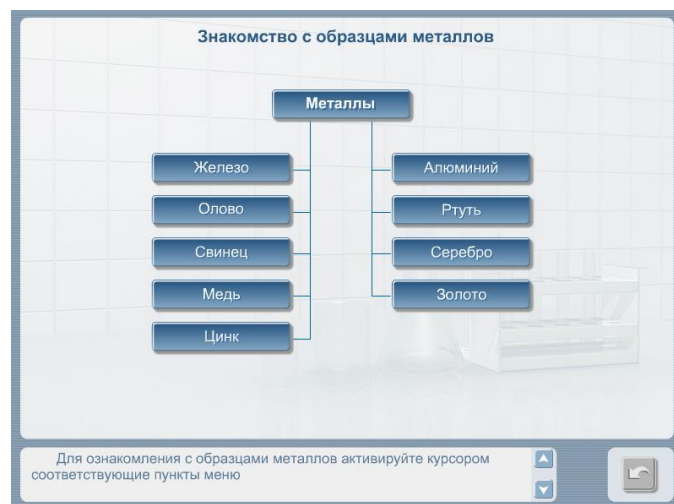 Знакомство с образцами металлов
Металлы
Железо
Олово
Свинец
Медь
Цинк
Алюминий
Ртуть
Серебро
Золото
Для ознакомления с образцами металлов активируйте курсором
соответствующие пункты меню